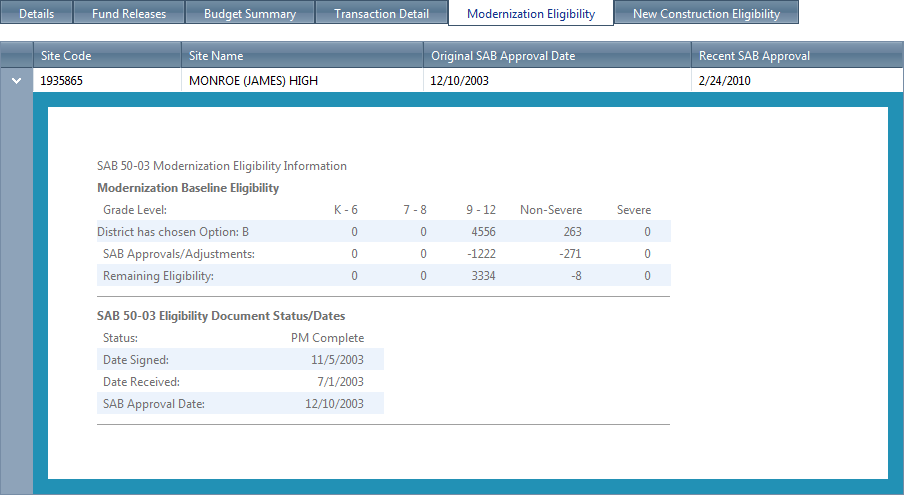 Details Fund Releases Budget Summary Transaction Detail Modernization Eligibility New Construction Eligibility
Site Code Site Name Original SAB Approval Date Recent SAB Approval
1935865 MONROE (JAMES) HIGH 12/10/2003 2/24/2010
SAB 50-03 Modernization Eligibility Information
Modernization Baseline Eligibility
Grade Level: K - 6 7 - 8 9 - 12 Non-Severe Severe
District has chosen Option: B 0 0 4556 263 0
SAB Approvals/Adjustments: 0 0 -1222 -271 0
Remaining Eligibility: 0 0 3334 -8 0
SAB 50-03 Eligibility Document Status/Dates
Status: PM Complete
Date Signed: 11/5/2003
Date Received: 7/1/2003
SAB Approval Date: 12/10/2003